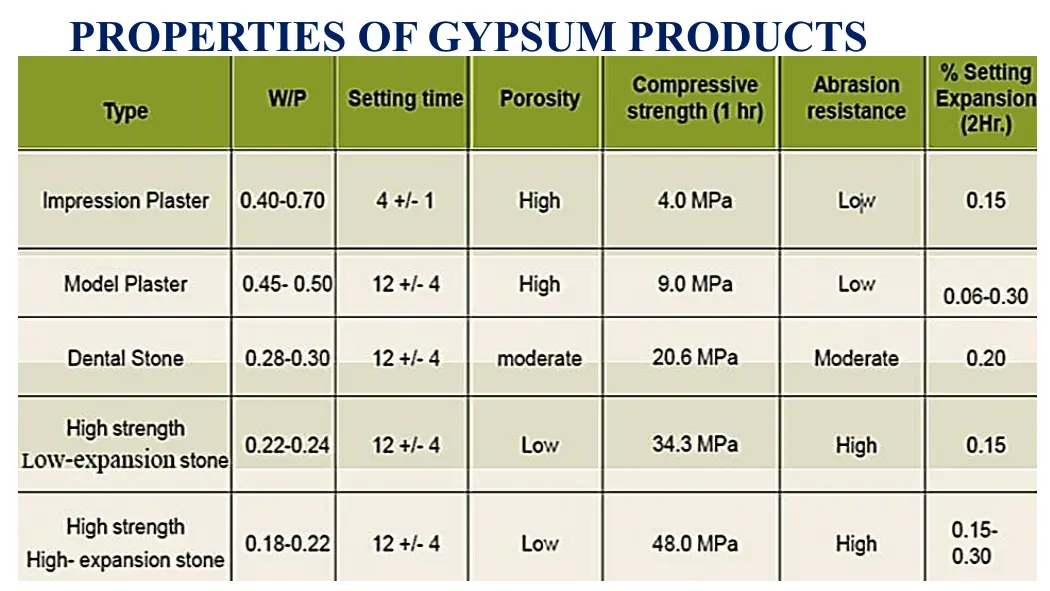 PROPERTIES OF GYPSUM PRODUCTS
Type W/P Setting time Porosity Compressive strength (1 hr) Abrasion resistance % Setting Expansion (2Hr.)
Impression Plaster 0.40-0.70 4 +/- 1 High 4.0 MPa Low 0.15
Model Plaster 0.45- 0.50 12 +/- 4 High 9.0 MPa Low 0.06-0.30
Dental Stone 0.28-0.30 12 +/- 4 moderate 20.6 MPa Moderate 0.20
High strength Low-expansion stone 0.22-0.24 12 +/- 4 Low 34.3 MPa High 0.15
High strength High- expansion stone 0.18-0.22 12 +/- 4 Low 48.0 MPa High 0.15-0.30